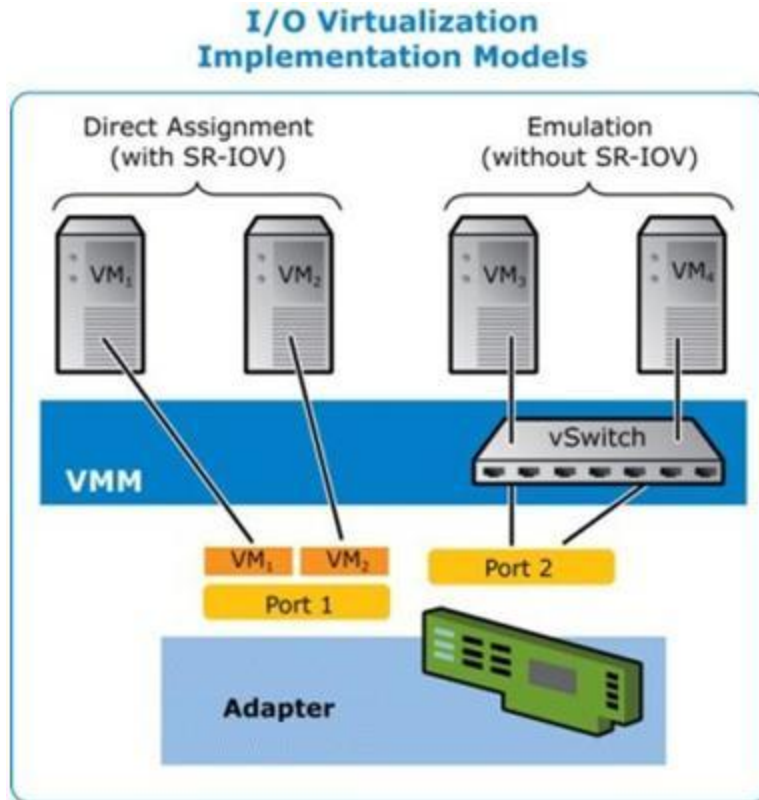 I/O Virtualization
Implementation Models
Direct Assignment
(with SR-IOV)
Emulation
(without SR-IOV)
VM₁
VM₂
VM₃
VM₄
vSwitch
VMM
VM₁
VM₂
Port 2
Port 1
Adapter